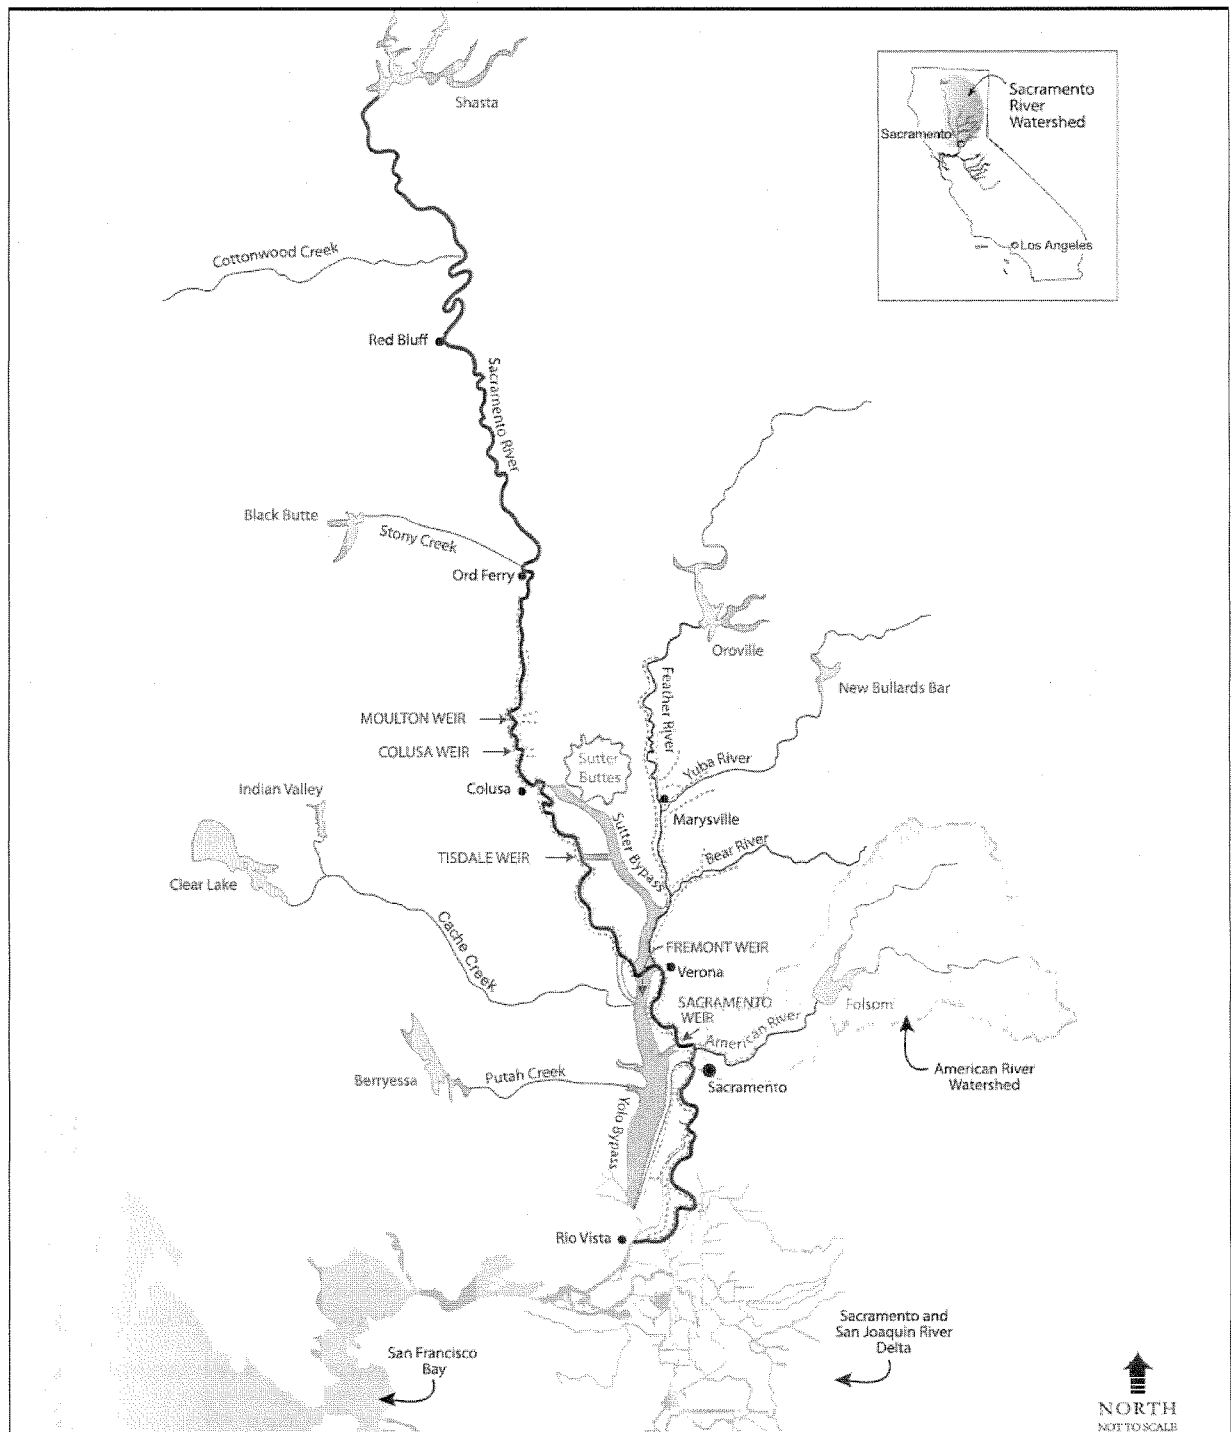 Shasta
Sacramento
River
Watershed
Sacramento
Los Angeles
Cottonwood Creek
Red Bluff
Sacramento River
Black Butte
Stony Creek
Ord Ferry
Oroville
Feather River
New Bullards Bar
MOULTON WEIR
COLUSA WEIR
Sutter
Buttes
Yuba River
Colusa
Indian Valley
Marysville
Sutter Bypass
TISDALE WEIR
Bear River
Clear Lake
Cache Creek
FREMONT WEIR
Verona
SACRAMENTO
WEIR
Folsom
American River
American River
Watershed
Berryessa
Putah Creek
Sacramento
Yolo Bypass
Rio Vista
Sacramento and
San Joaquin River
Delta
San Francisco
Bay
NORTH
NOT TO SCALE